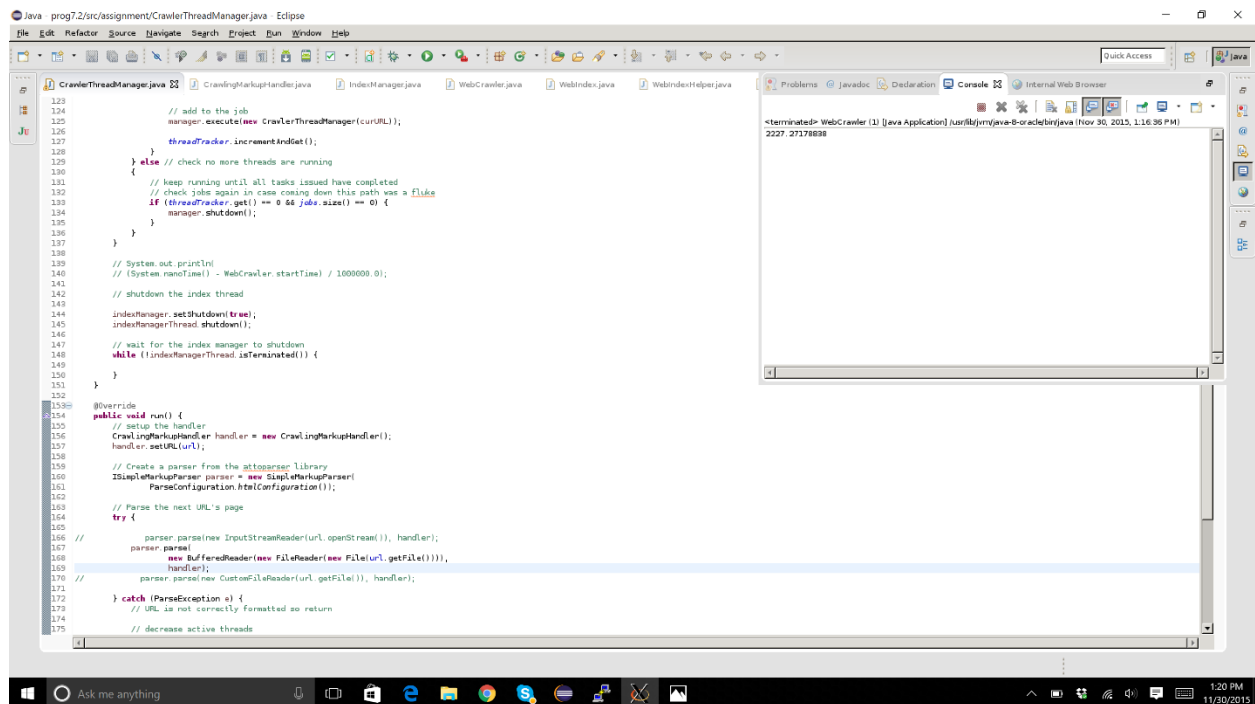 Java - prog7.2/src/assignment/CrawlerThreadManager.java - Eclipse
File Edit Refactor Source Navigate Search Project Run Window Help
Quick Access
Java
CrawlerThreadManager.java
CrawlingMarkupHandler.java
IndexManager.java
WebCrawler.java
WebIndex.java
WebIndexHelper.java
Problems @ Javadoc Declaration Console Internal Web Browser
<terminated> WebCrawler (1) [Java Application] /usr/lib/jvm/java-8-oracle/bin/java (Nov 30, 2015, 1:16:36 PM)
2227.27178838
123
124 // add to the job
125 manager.execute(new CrawlerThreadManager(curURL));
126
127 threadTracker.incrementAndGet();
128 }
129 } else // check no more threads are running
130 {
131 // keep running until all tasks issued have completed
132 // check jobs again in case coming down this path was a fluke
133 if (threadTracker.get() == 0 && jobs.size() == 0) {
134 manager.shutdown();
135 }
136 }
137 }
138
139 // System.out.println(
140 // (System.nanoTime() - WebCrawler.startTime) / 1000000.0);
141
142 // shutdown the index thread
143
144 indexManager.setShutdown(true);
145 indexManagerThread.shutdown();
146
147 // wait for the index manager to shutdown
148 while (!indexManagerThread.isTerminated()) {
149
150 }
151 }
152
153 @Override
154 public void run() {
155 // setup the handler
156 CrawlingMarkupHandler handler = new CrawlingMarkupHandler();
157 handler.setURL(url);
158
159 // Create a parser from the attoparser library
160 ISimpleMarkupParser parser = new SimpleMarkupParser(
161 ParseConfiguration.htmlConfiguration());
162
163 // Parse the next URL's page
164 try {
165
166 // parser.parse(new InputStreamReader(url.openStream()), handler);
167 parser.parse(
168 new BufferedReader(new FileReader(new File(url.getFile()))),
169 handler);
170 // parser.parse(new CustomFileReader(url.getFile()), handler);
171
172 } catch (ParseException e) {
173 // URL is not correctly formatted so return
174
175 // decrease active threads
Ask me anything
1:20 PM
11/30/2015